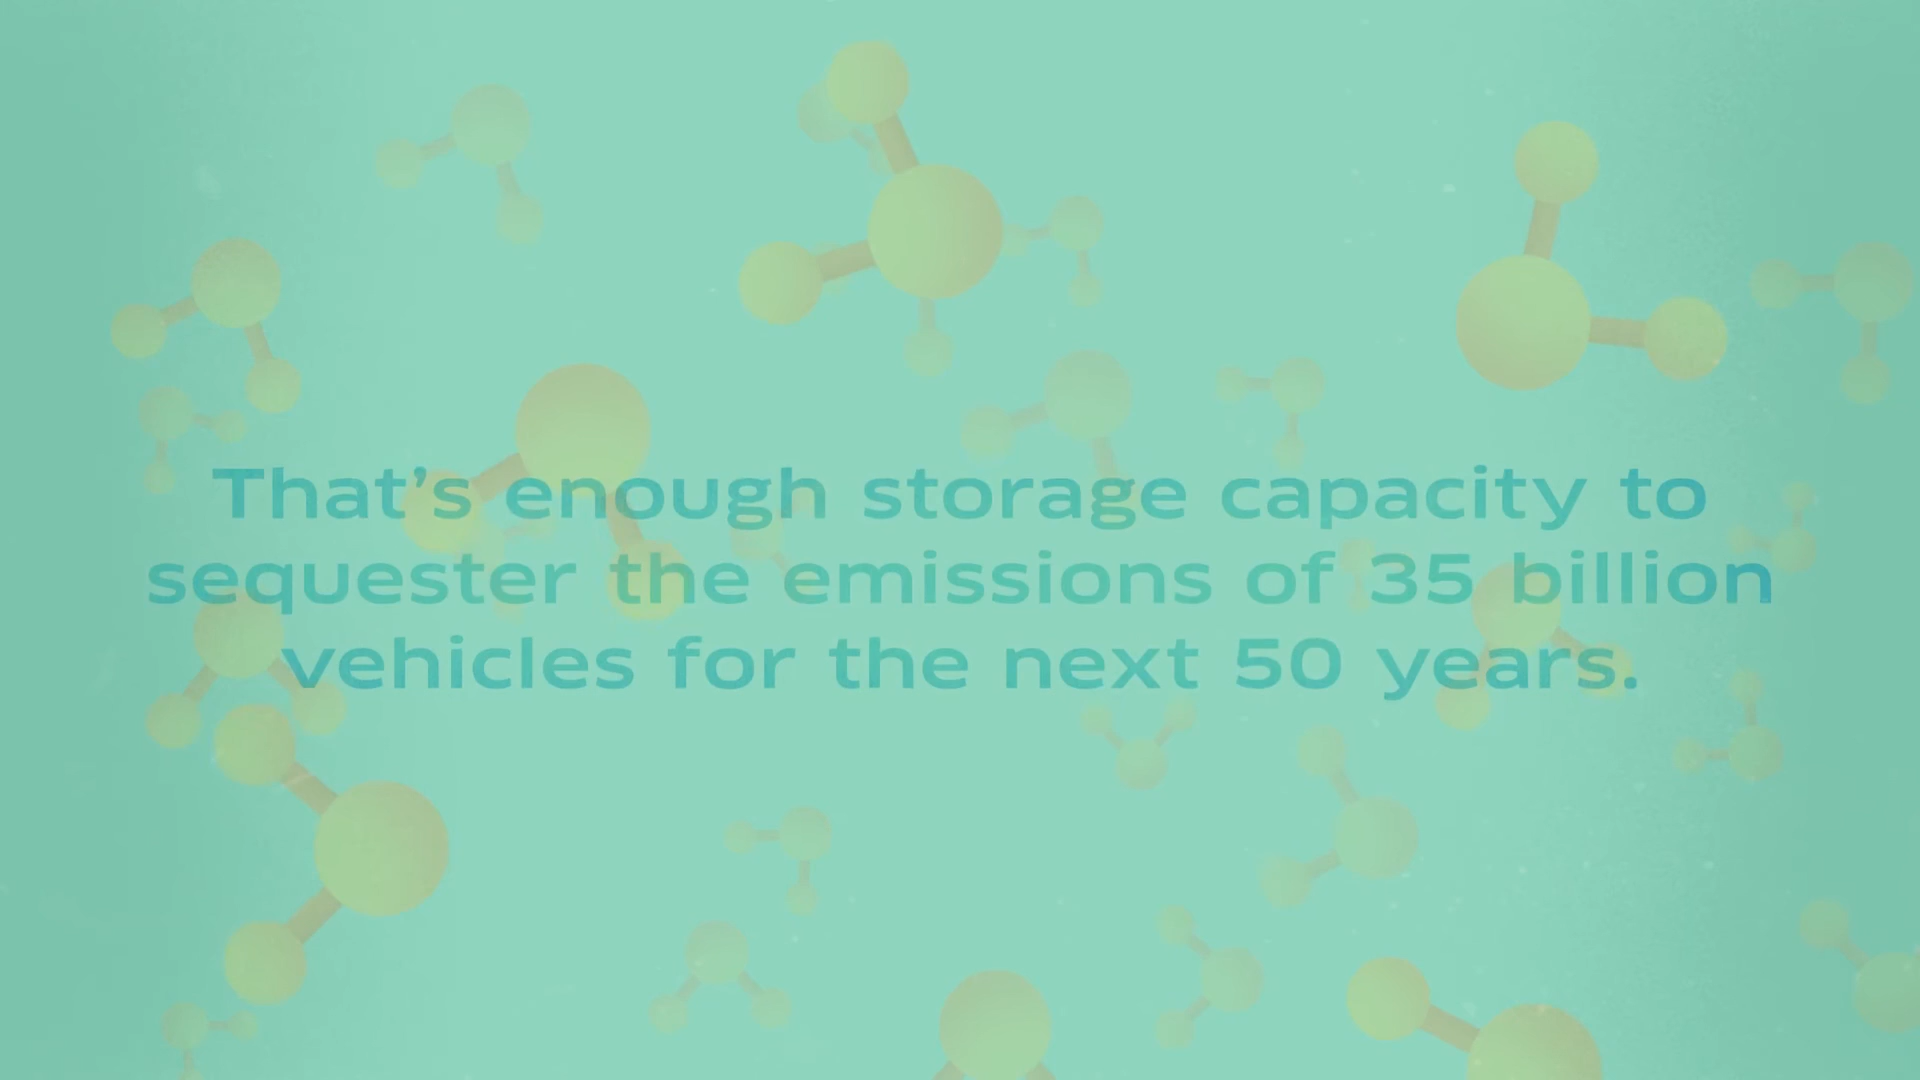 That’s enough storage capacity to
sequester the emissions of 35 billion
vehicles for the next 50 years.